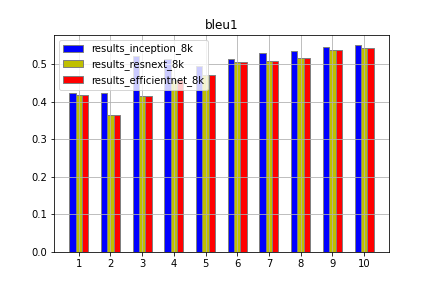 bleu1
results_inception_8k
results_resnext_8k
results_efficientnet_8k
0.5
0.4
0.3
0.2
0.1
0.0
1 2 3 4 5 6 7 8 9 10